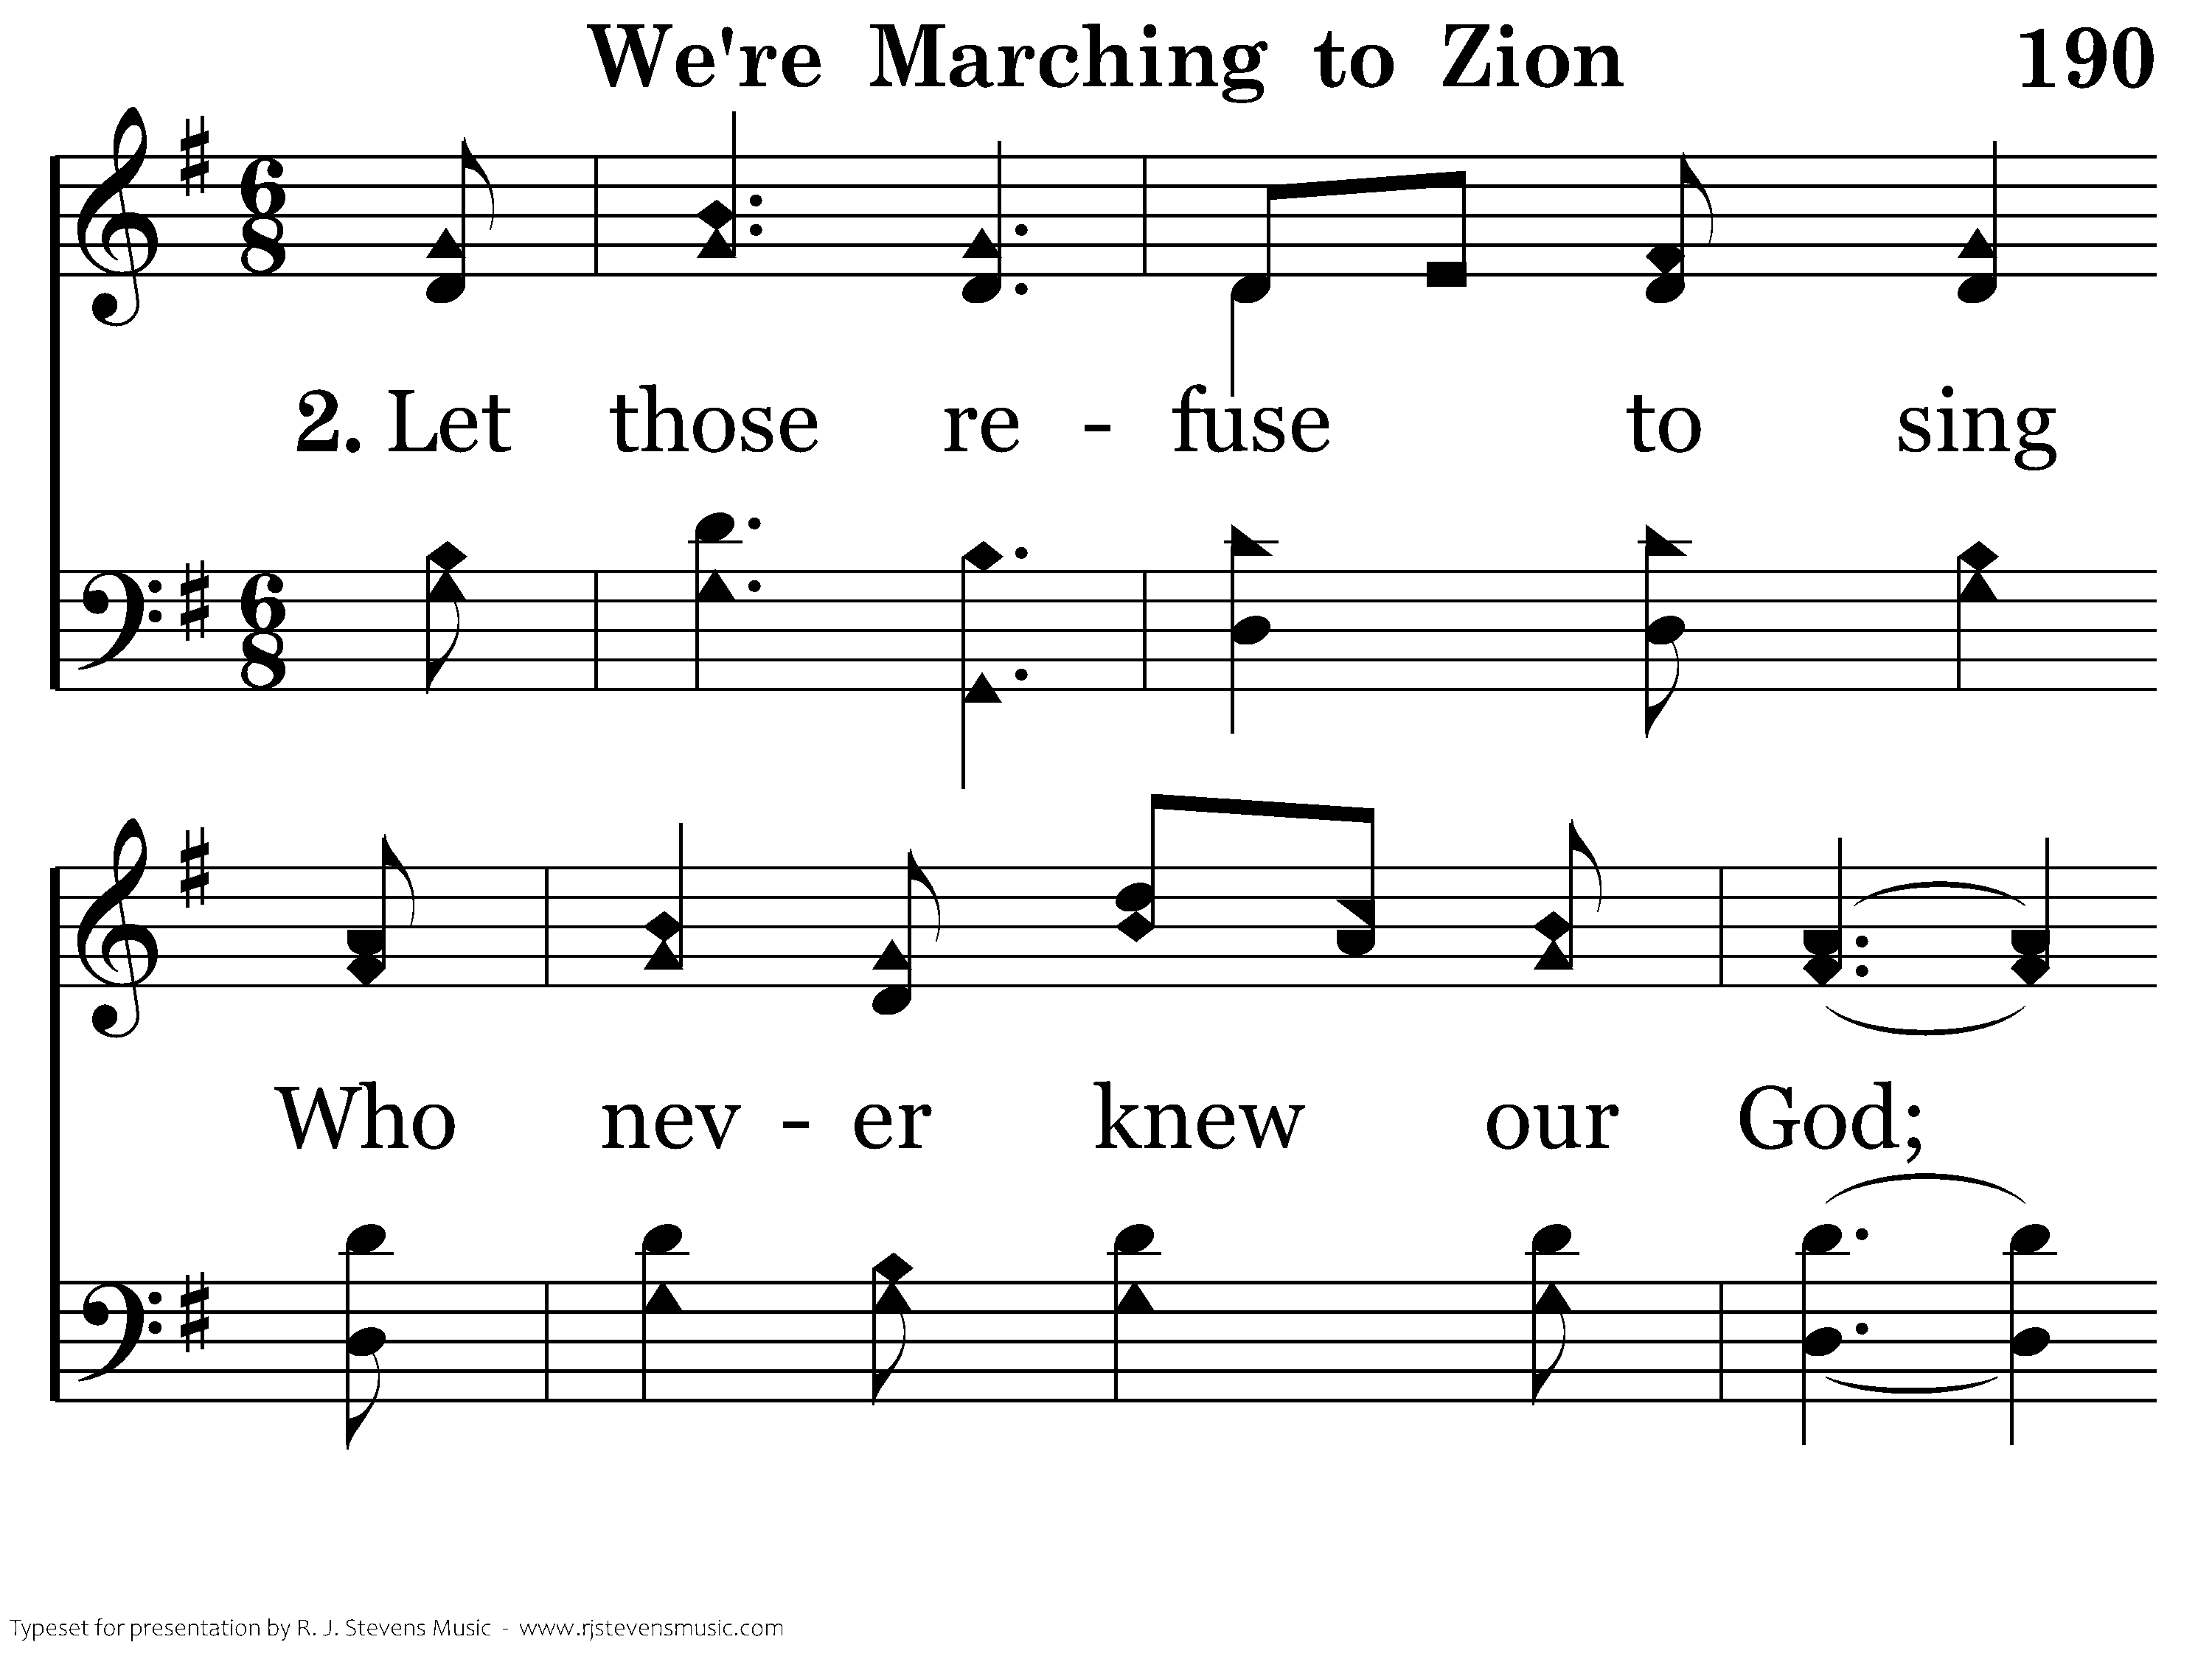 We're Marching to Zion 190
2. Let those re - fuse to sing
Who nev - er knew our God;
Typeset for presentation by R. J. Stevens Music - www.rjstevensmusic.com